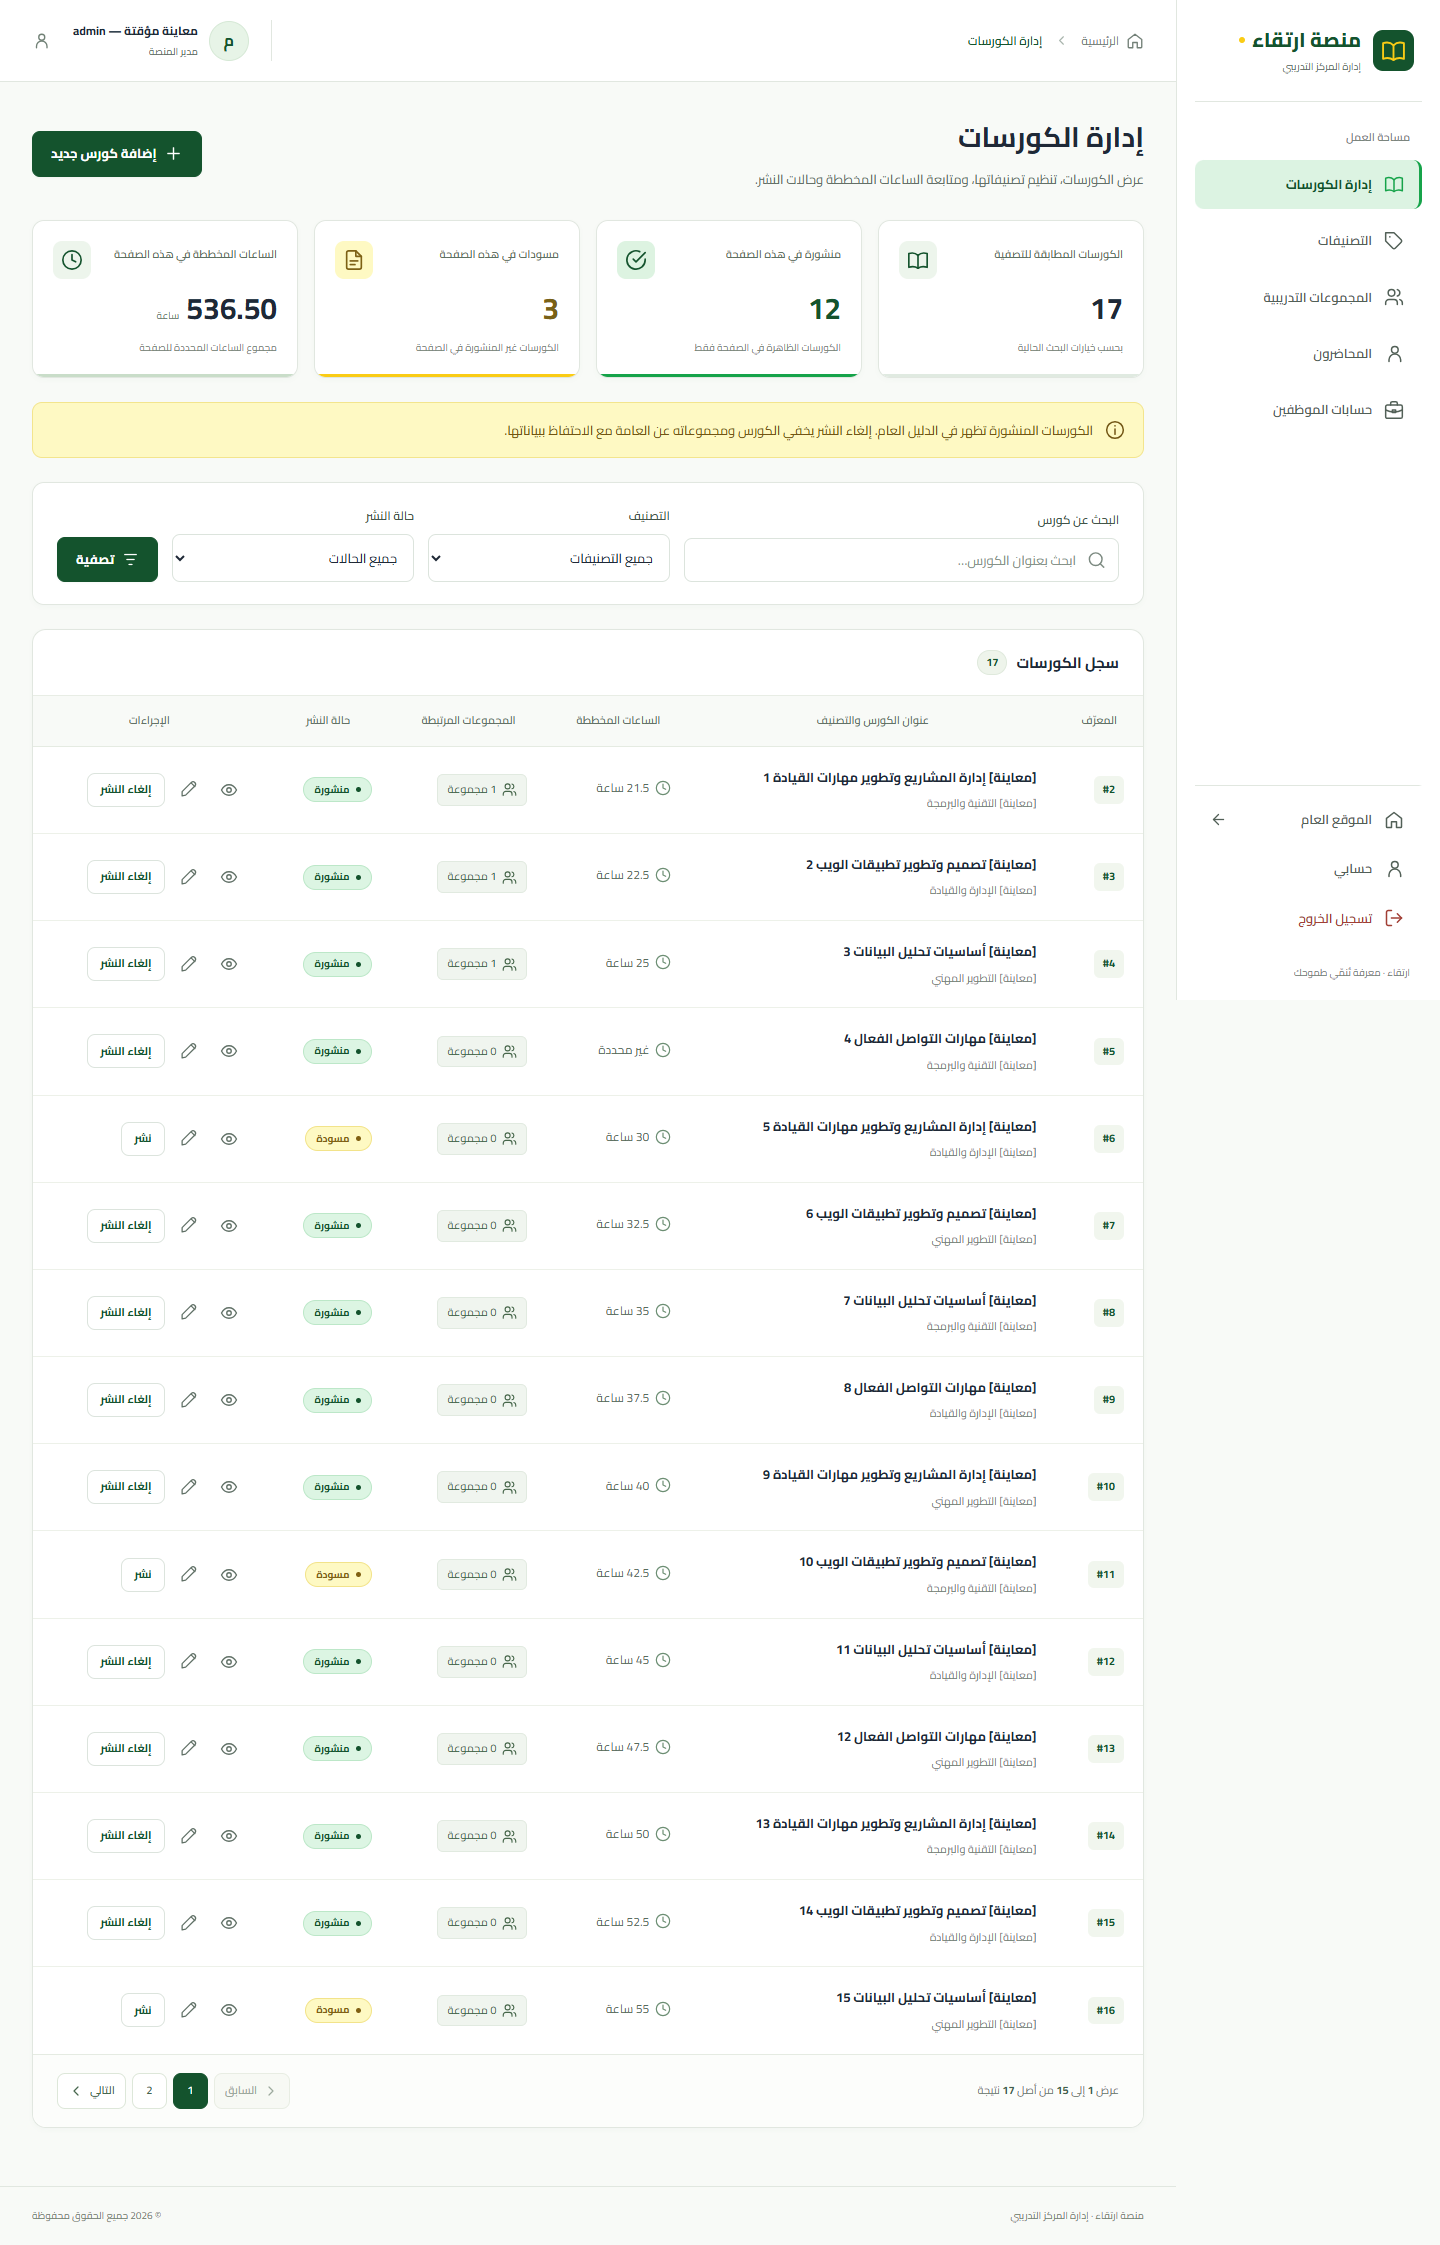 منصة ارتقاء
إدارة المركز التدريبي
مساحة العمل
إدارة الكورسات
التصنيفات
المجموعات التدريبية
المحاضرون
حسابات الموظفين
الموقع العام
حسابي
تسجيل الخروج
ارتقاء · معرفة تُنمّي طموحك
الرئيسية
إدارة الكورسات
م
معاينة مؤقتة — admin
مدير المنصة
إدارة الكورسات
عرض الكورسات، تنظيم تصنيفاتها، ومتابعة الساعات المخططة وحالات النشر.
إضافة كورس جديد
الكورسات المطابقة للتصفية
17
بحسب خيارات البحث الحالية
منشورة في هذه الصفحة
12
الكورسات الظاهرة في الصفحة فقط
مسودات في هذه الصفحة
3
الكورسات غير المنشورة في الصفحة
الساعات المخططة في هذه الصفحة
536.50 ساعة
مجموع الساعات المحددة للصفحة
الكورسات المنشورة تظهر في الدليل العام. إلغاء النشر يخفي الكورس ومجموعاته عن العامة مع الاحتفاظ ببياناتها.
البحث عن كورس
ابحث بعنوان الكورس...
التصنيف
جميع التصنيفات
حالة النشر
جميع الحالات
تصفية
سجل الكورسات 17
المعرّف عنوان الكورس والتصنيف الساعات المخططة المجموعات المرتبطة حالة النشر الإجراءات
#2 [معاينة] إدارة المشاريع وتطوير مهارات القيادة 1 21.5 ساعة 1 مجموعة منشورة إلغاء النشر
[معاينة] التقنية والبرمجة
#3 [معاينة] تصميم وتطوير تطبيقات الويب 2 22.5 ساعة 1 مجموعة منشورة إلغاء النشر
[معاينة] الإدارة والقيادة
#4 [معاينة] أساسيات تحليل البيانات 3 25 ساعة 1 مجموعة منشورة إلغاء النشر
[معاينة] التطوير المهني
#5 [معاينة] مهارات التواصل الفعال 4 غير محددة 0 مجموعة منشورة إلغاء النشر
[معاينة] التقنية والبرمجة
#6 [معاينة] إدارة المشاريع وتطوير مهارات القيادة 5 30 ساعة 0 مجموعة مسودة نشر
[معاينة] الإدارة والقيادة
#7 [معاينة] تصميم وتطوير تطبيقات الويب 6 32.5 ساعة 0 مجموعة منشورة إلغاء النشر
[معاينة] التطوير المهني
#8 [معاينة] أساسيات تحليل البيانات 7 35 ساعة 0 مجموعة منشورة إلغاء النشر
[معاينة] التقنية والبرمجة
#9 [معاينة] مهارات التواصل الفعال 8 37.5 ساعة 0 مجموعة منشورة إلغاء النشر
[معاينة] الإدارة والقيادة
#10 [معاينة] إدارة المشاريع وتطوير مهارات القيادة 9 40 ساعة 0 مجموعة منشورة إلغاء النشر
[معاينة] التطوير المهني
#11 [معاينة] تصميم وتطوير تطبيقات الويب 10 42.5 ساعة 0 مجموعة مسودة نشر
[معاينة] التقنية والبرمجة
#12 [معاينة] أساسيات تحليل البيانات 11 45 ساعة 0 مجموعة منشورة إلغاء النشر
[معاينة] الإدارة والقيادة
#13 [معاينة] مهارات التواصل الفعال 12 47.5 ساعة 0 مجموعة منشورة إلغاء النشر
[معاينة] التطوير المهني
#14 [معاينة] إدارة المشاريع وتطوير مهارات القيادة 13 50 ساعة 0 مجموعة منشورة إلغاء النشر
[معاينة] التقنية والبرمجة
#15 [معاينة] تصميم وتطوير تطبيقات الويب 14 52.5 ساعة 0 مجموعة منشورة إلغاء النشر
[معاينة] الإدارة والقيادة
#16 [معاينة] أساسيات تحليل البيانات 15 55 ساعة 0 مجموعة مسودة نشر
[معاينة] التطوير المهني
عرض 1 إلى 15 من أصل 17 نتيجة
السابق 1 2 التالي
منصة ارتقاء · إدارة المركز التدريبي
© 2026 جميع الحقوق محفوظة